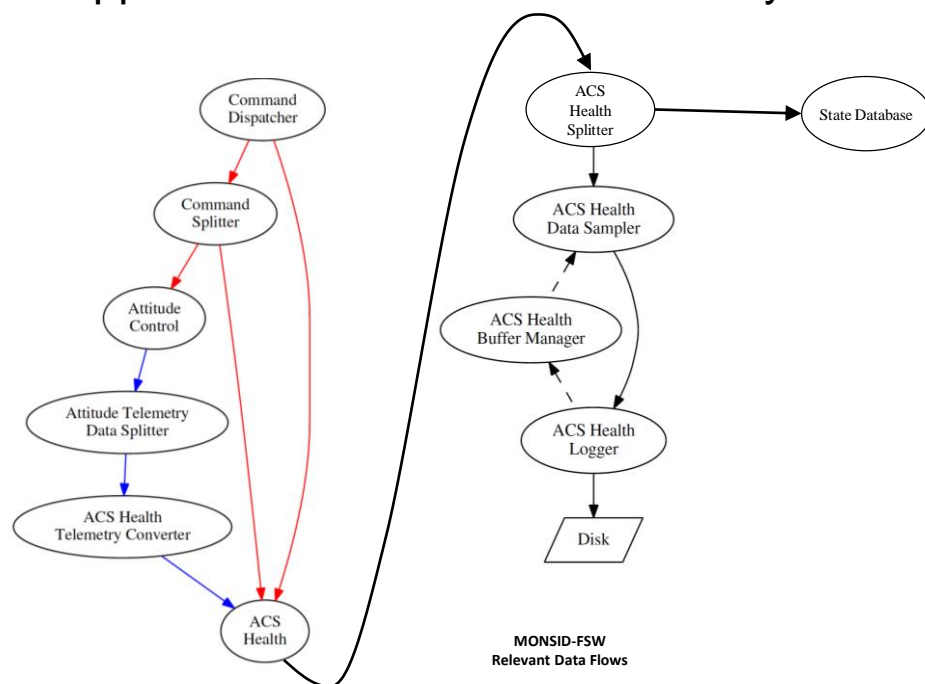 Command
Dispatcher
Command
Splitter
Attitude
Control
Attitude Telemetry
Data Splitter
ACS Health
Telemetry Converter
ACS
Health
ACS
Health
Splitter
State Database
ACS Health
Data Sampler
ACS Health
Buffer Manager
ACS Health
Logger
Disk
MONSID-FSW
Relevant Data Flows